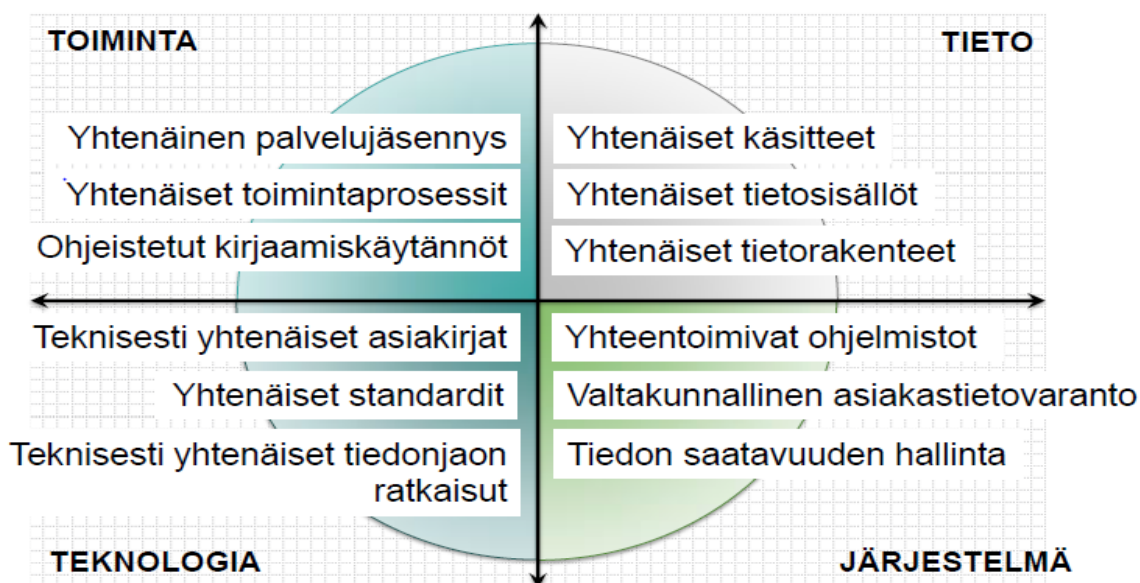 TOIMINTA
Yhtenäinen palvelujäsennys
Yhtenäiset toimintaprosessit
Ohjeistetut kirjaamiskäytännöt
TIETO
Yhtenäiset käsitteet
Yhtenäiset tietosisällöt
Yhtenäiset tietorakenteet
Teknisesti yhtenäiset asiakirjat
Yhtenäiset standardit
Teknisesti yhtenäiset tiedonjaon
ratkaisut
TEKNOLOGIA
Yhteentoimivat ohjelmistot
Valtakunnallinen asiakastietovaranto
Tiedon saatavuuden hallinta
JÄRJESTELMÄ